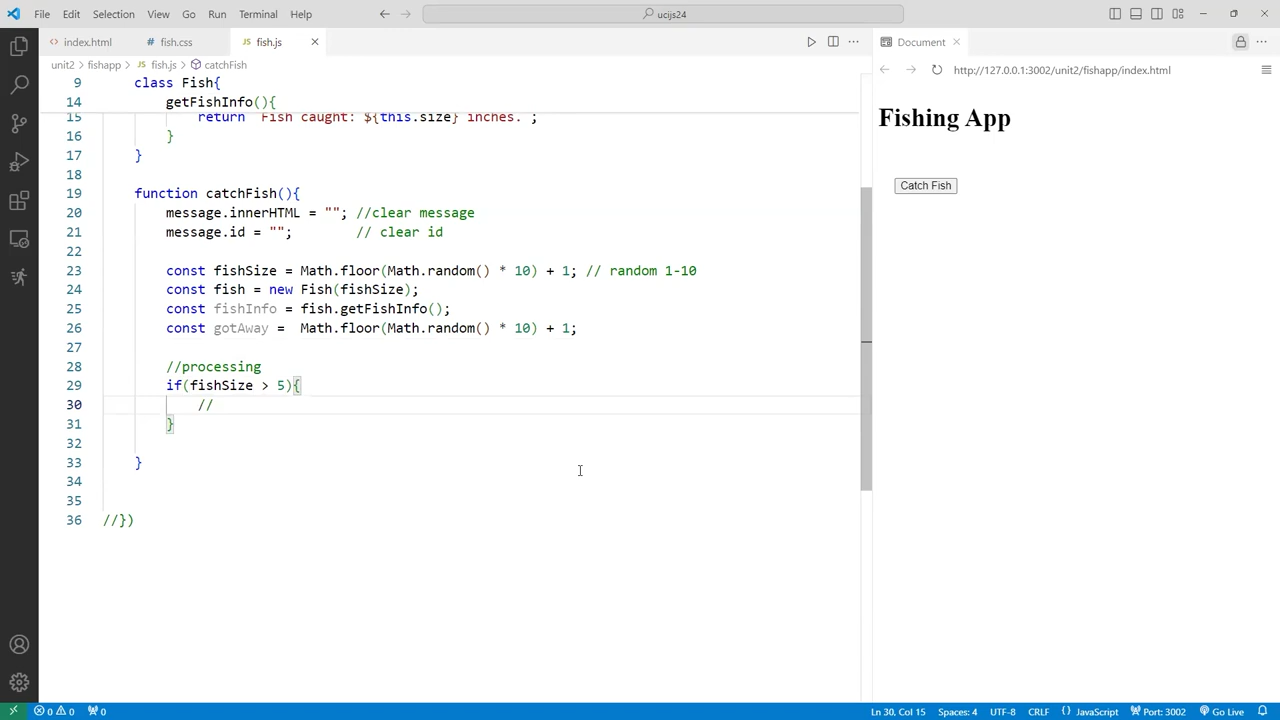 File Edit Selection View Go Run Terminal Help
ucijs24
index.html fish.css fish.js
Document
unit2 > fishapp > fish.js > catchFish
http://127.0.0.1:3002/unit2/fishapp/index.html
9 class Fish{
14 getFishInfo(){
15 return `Fish caught: ${this.size} inches.`;
16 }
17 }
18
19 function catchFish(){
20 message.innerHTML = ""; //clear message
21 message.id = ""; // clear id
22
23 const fishSize = Math.floor(Math.random() * 10) + 1; // random 1-10
24 const fish = new Fish(fishSize);
25 const fishInfo = fish.getFishInfo();
26 const gotAway = Math.floor(Math.random() * 10) + 1;
27
28 //processing
29 if(fishSize > 5){
30 //
31 }
32
33 }
34
35
36 //})
Fishing App
Catch Fish
0 0 0
Ln 30, Col 15 Spaces: 4 UTF-8 CRLF {} JavaScript Port: 3002 Go Live